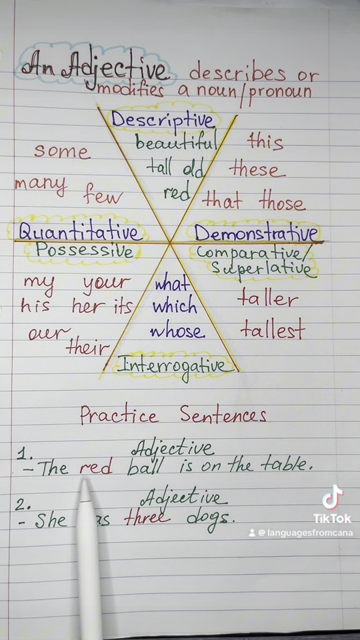 An Adjective describes or
modifies a noun/pronoun
Descriptive
beautiful
tall old
red
some
many few
Quantitative
this
these
that those
Demonstrative
Possessive
my your
his her its
our their
what
which
whose
Interrogative
Comparative/
Superlative
taller
tallest
Practice Sentences
1. Adjective
- The red ball is on the table.
2. Adjective
- She as three dogs.
TikTok
@languagesfromcana